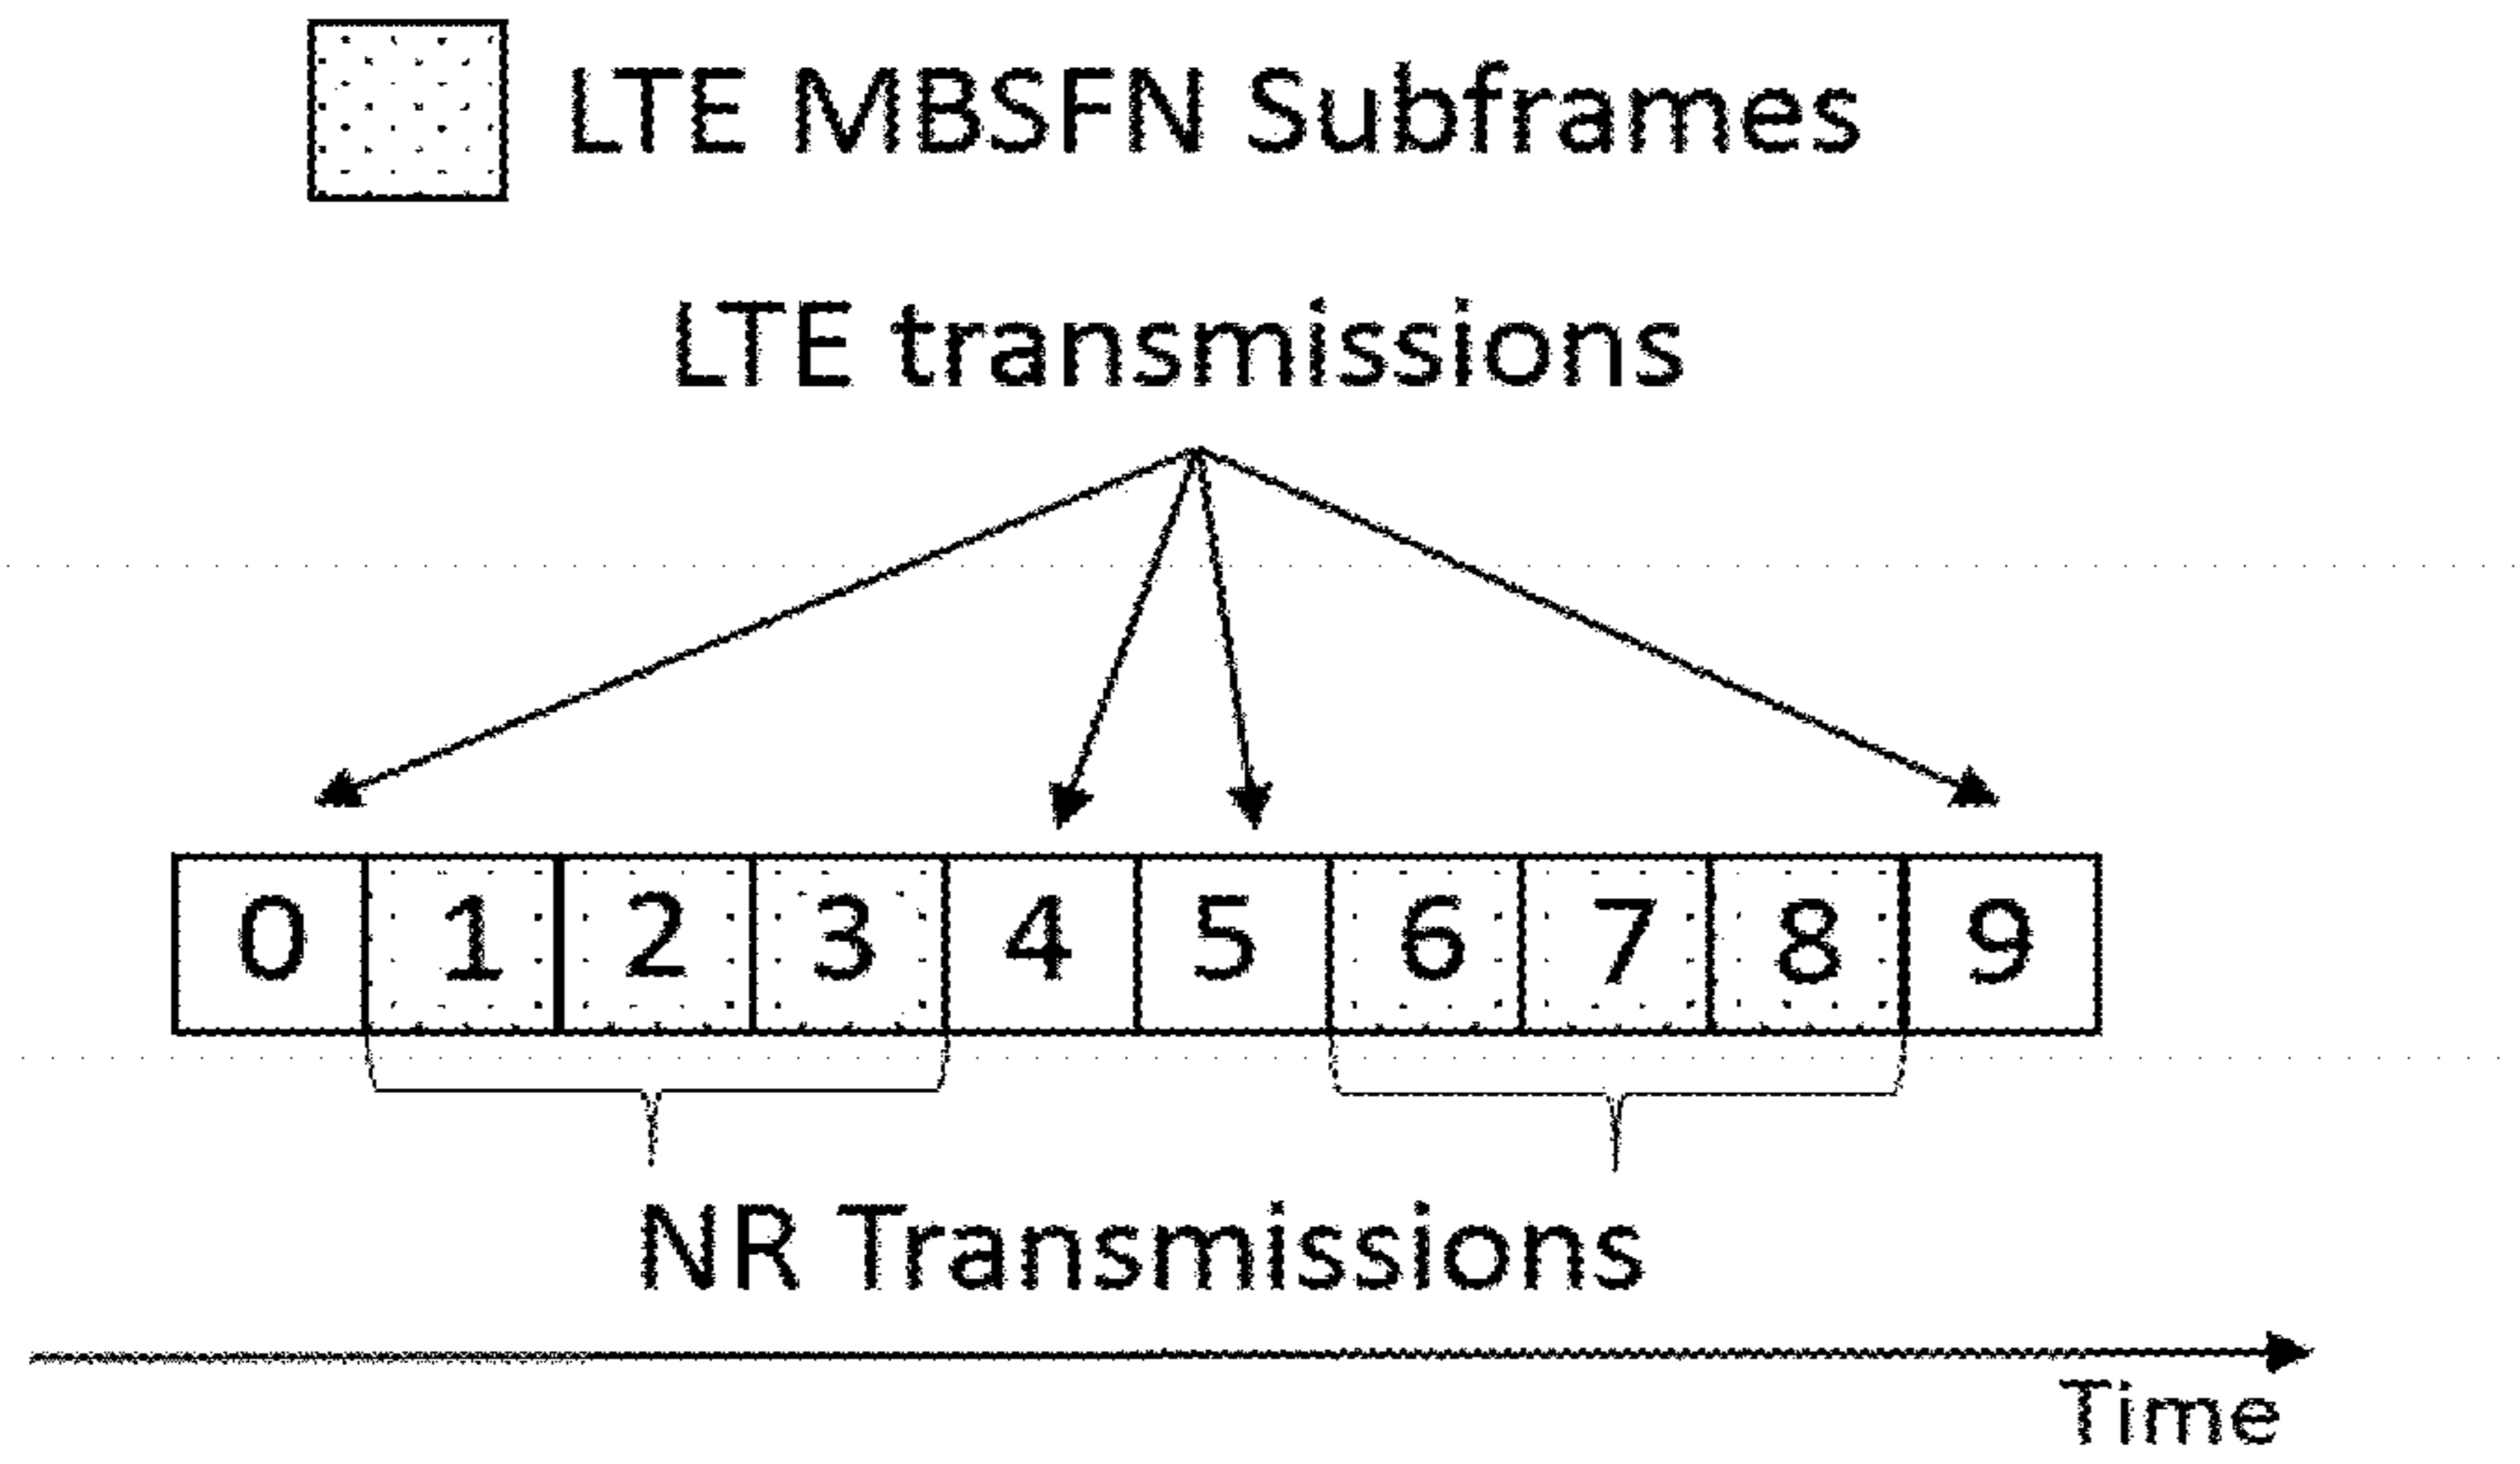 LTE MBSFN Subframes
LTE transmissions
0 1 2 3 4 5 6 7 8 9
NR Transmissions
Time